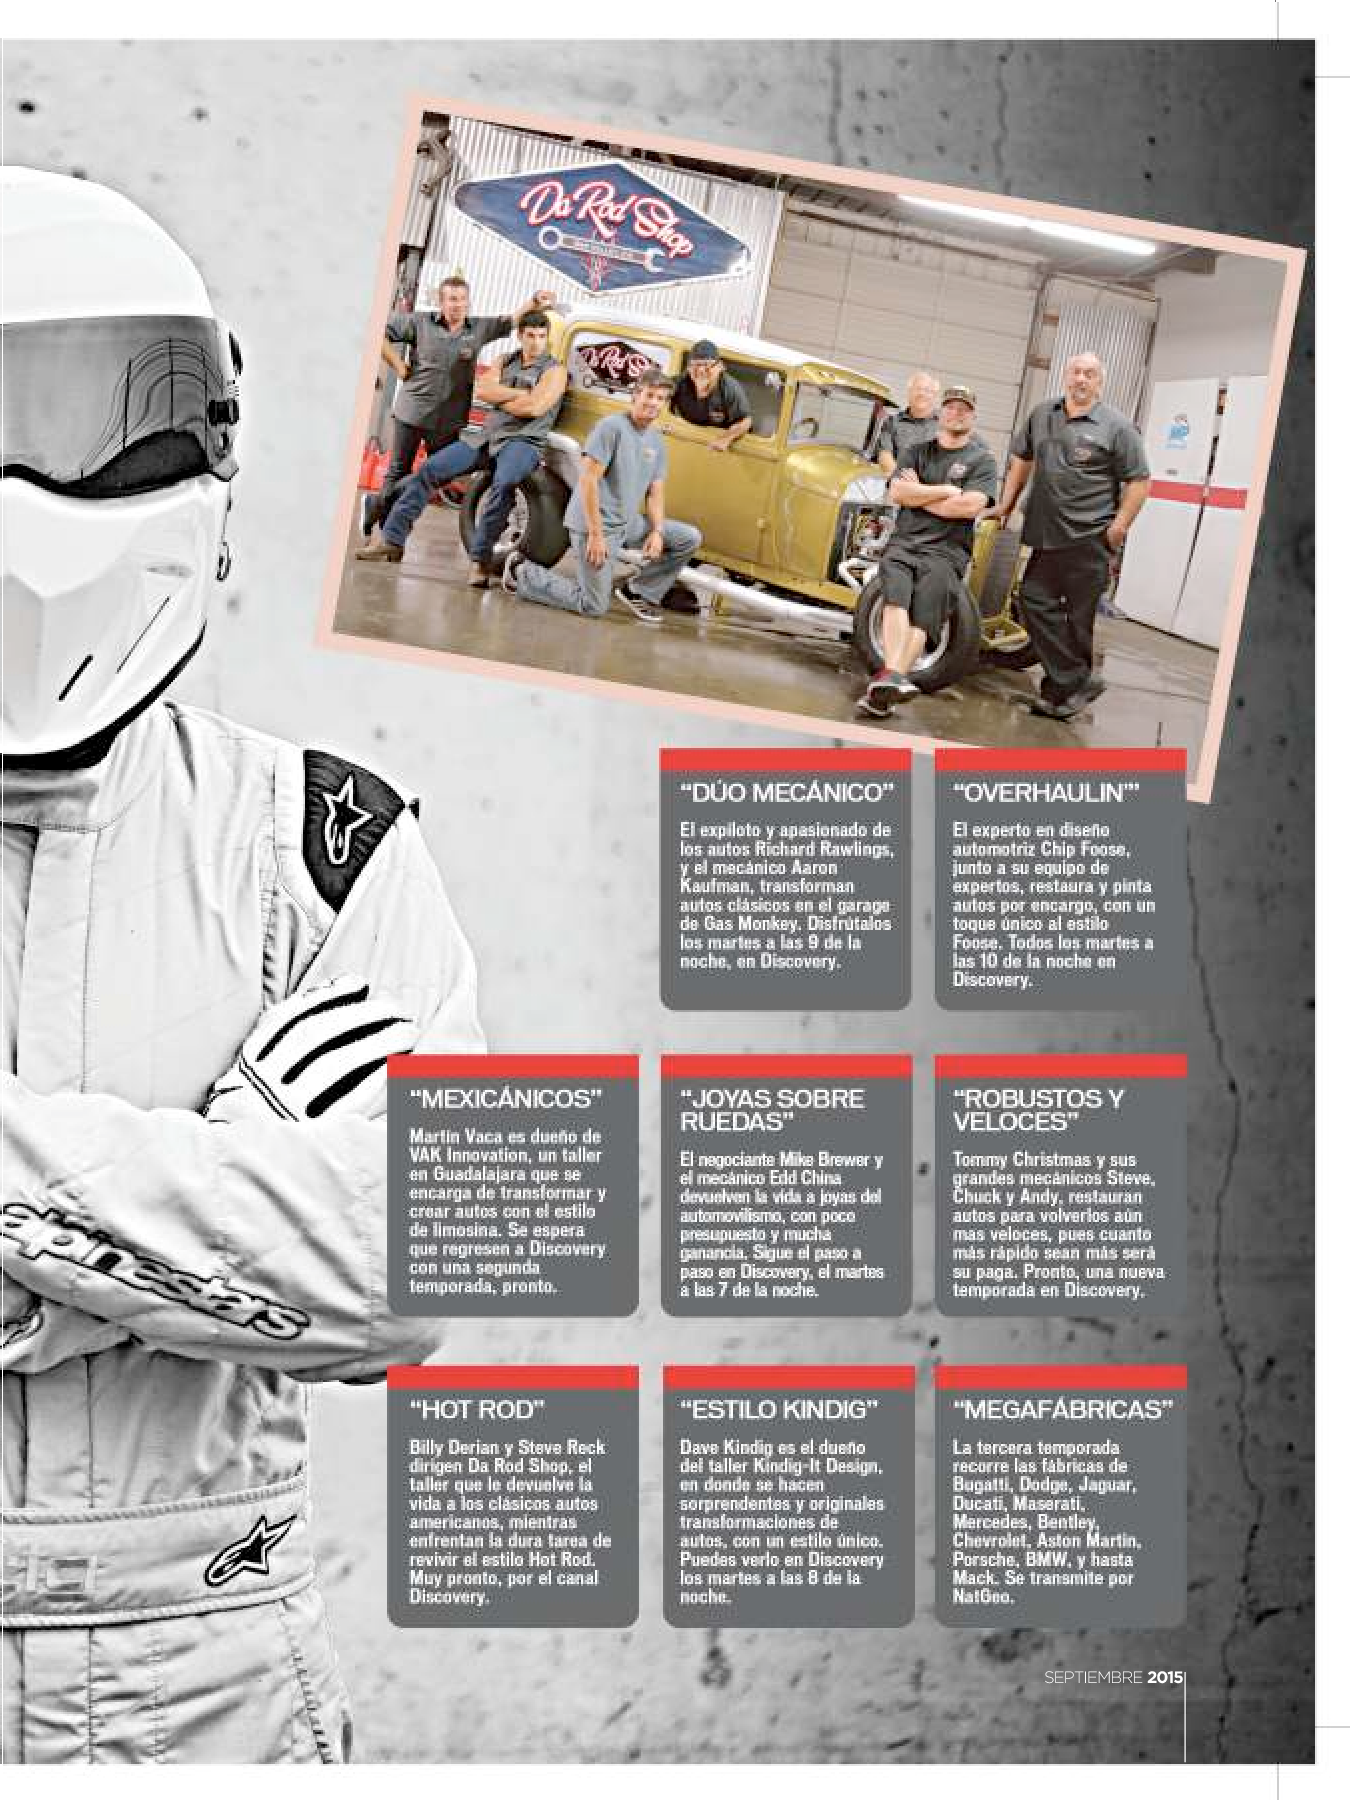 Da Rod Shop
Da Rod Shop
“DÚO MECÁNICO”
El expiloto y apasionado de
los autos Richard Rawlings,
y el mecánico Aaron
Kaufman, transforman
autos clásicos en el garage
de Gas Monkey. Disfrútalos
los martes a las 9 de la
noche, en Discovery.
“OVERHAULIN’”
El experto en diseño
automotriz Chip Foose,
junto a su equipo de
expertos, restaura y pinta
autos por encargo, con un
toque único al estilo
Foose. Todos los martes a
las 10 de la noche en
Discovery.
“MEXICÁNICOS”
Martín Vaca es dueño de
VAK Innovation, un taller
en Guadalajara que se
encarga de transformar y
crear autos con el estilo
de limosina. Se espera
que regresen a Discovery
con una segunda
temporada, pronto.
“JOYAS SOBRE
RUEDAS”
El negociante Mike Brewer y
el mecánico Edd China
devuelven la vida a joyas del
automovilismo, con poco
presupuesto y mucha
ganancia. Sigue el paso a
paso en Discovery, el martes
a las 7 de la noche.
“ROBUSTOS Y
VELOCES”
Tommy Christmas y sus
grandes mecánicos Steve,
Chuck y Andy, restauran
autos para volverlos aún
mas veloces, pues cuanto
más rápido sean más será
su paga. Pronto, una nueva
temporada en Discovery.
alpinestars
“HOT ROD”
Billy Derian y Steve Reck
dirigen Da Rod Shop, el
taller que le devuelve la
vida a los clásicos autos
americanos, mientras
enfrentan la dura tarea de
revivir el estilo Hot Rod.
Muy pronto, por el canal
Discovery.
“ESTILO KINDIG”
Dave Kindig es el dueño
del taller Kindig-It Design,
en donde se hacen
sorprendentes y originales
transformaciones de
autos, con un estilo único.
Puedes verlo en Discovery
los martes a las 8 de la
noche.
“MEGAFÁBRICAS”
La tercera temporada
recorre las fábricas de
Bugatti, Dodge, Jaguar,
Ducati, Maserati,
Mercedes, Bentley,
Chevrolet, Aston Martin,
Porsche, BMW, y hasta
Mack. Se transmite por
NatGeo.
SEPTIEMBRE 2015